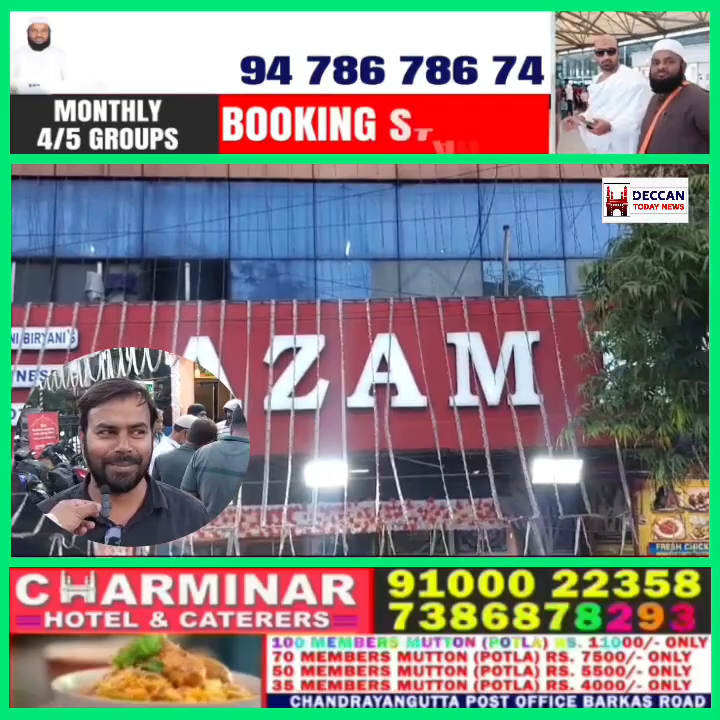 94 786 786 74
MONTHLY
4/5 GROUPS
BOOKING ST
DECCAN
TODAY NEWS
BIRYANI'S
AZAM
FRESH CHICK
CHARMINAR
HOTEL & CATERERS
91000 22358
7386878293
100 MEMBERS MUTTON (POTLA) RS. 11000/- ONLY
70 MEMBERS MUTTON (POTLA) RS. 7500/- ONLY
50 MEMBERS MUTTON (POTLA) RS. 5500/- ONLY
35 MEMBERS MUTTON (POTLA) RS. 4000/- ONLY
CHANDRAYANGUTTA POST OFFICE BARKAS ROAD